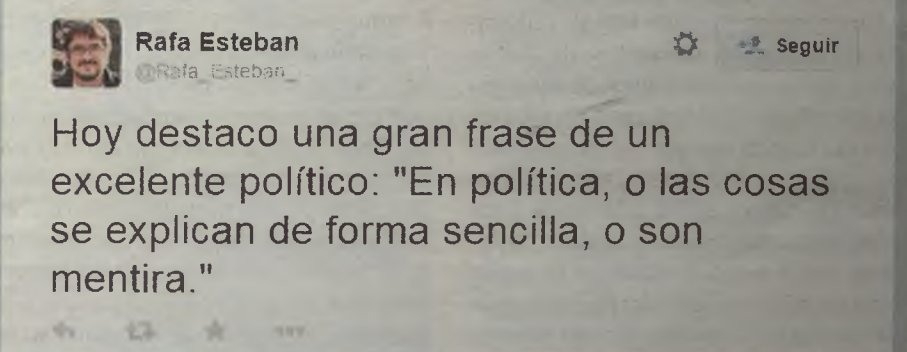 Rafa Esteban
Seguir
@Rafa_Esteban_
Hoy destaco una gran frase de un
excelente político: "En política, o las cosas
se explican de forma sencilla, o son
mentira."